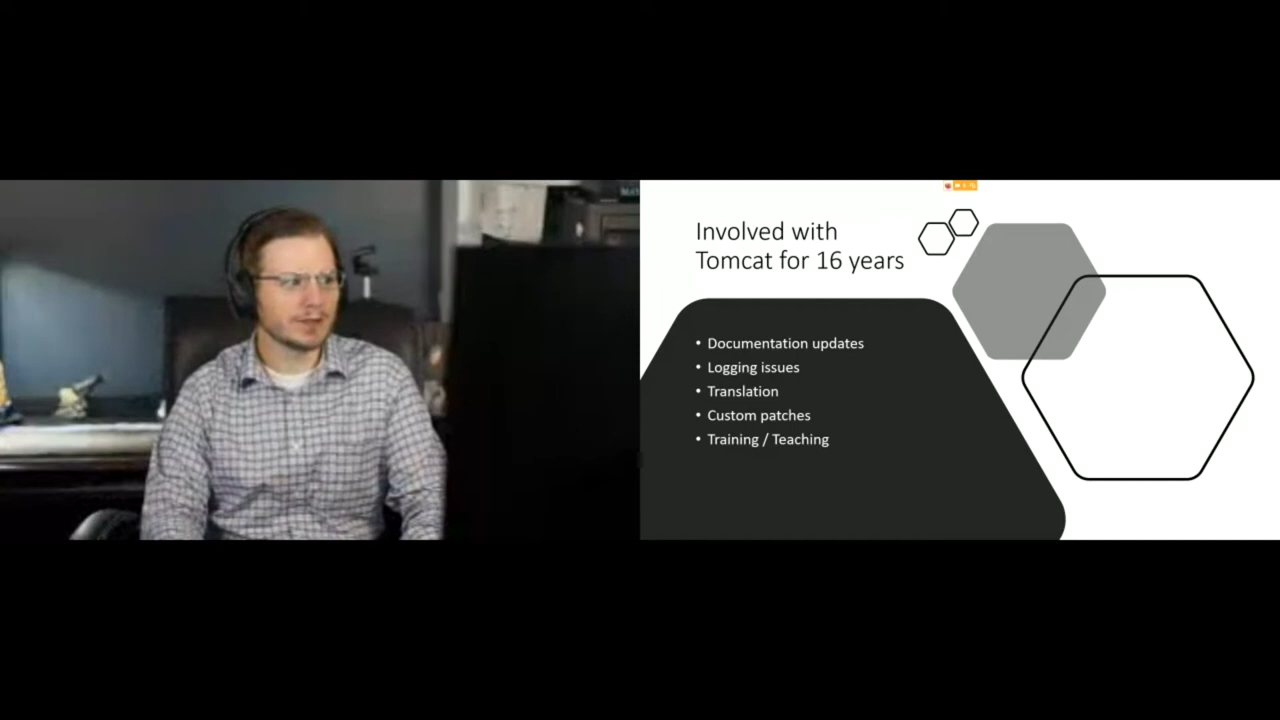 Involved with
Tomcat for 16 years
• Documentation updates
• Logging issues
• Translation
• Custom patches
• Training / Teaching